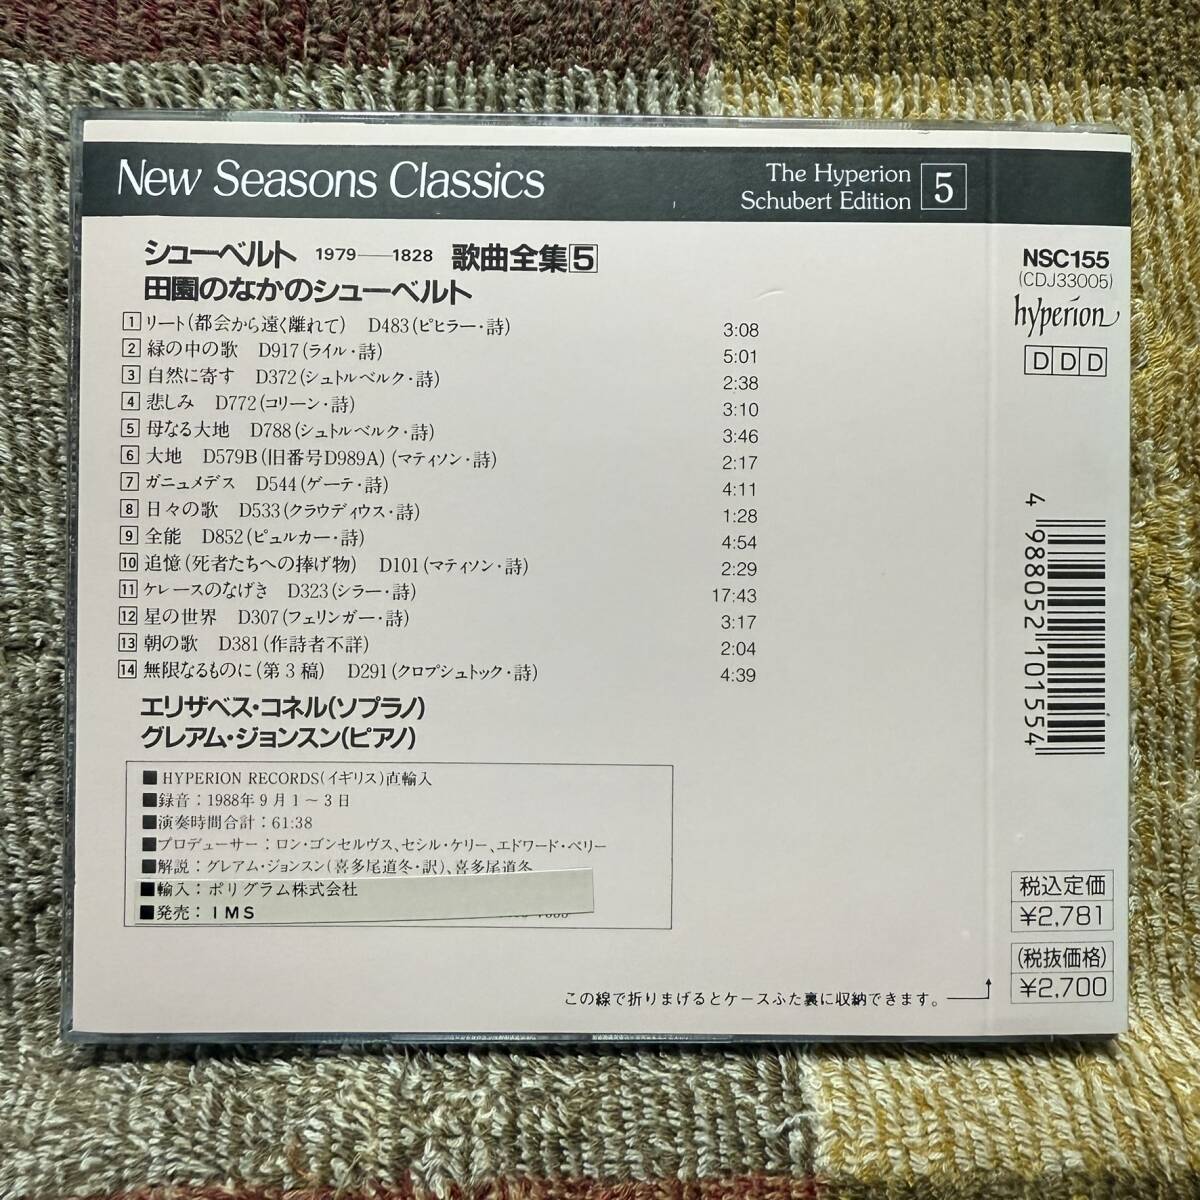 New Seasons Classics
The Hyperion
Schubert Edition 5
シューベルト 1979――1828 歌曲全集5
田園のなかのシューベルト
1 リート(都会から遠く離れて) D483(ピヒラー・詩) 3:08
2 緑の中の歌 D917(ライル・詩) 5:01
3 自然に寄す D372(シュトルベルク・詩) 2:38
4 悲しみ D772(コリーン・詩) 3:10
5 母なる大地 D788(シュトルベルク・詩) 3:46
6 大地 D579B(旧番号D989A)(マティソン・詩) 2:17
7 ガニュメデス D544(ゲーテ・詩) 4:11
8 日々の歌 D533(クラウディウス・詩) 1:28
9 全能 D852(ピュルカー・詩) 4:54
10 追憶(死者たちへの捧げ物) D101(マティソン・詩) 2:29
11 ケレースのなげき D323(シラー・詩) 17:43
12 星の世界 D307(フェリンガー・詩) 3:17
13 朝の歌 D381(作詩者不詳) 2:04
14 無限なるものに(第3稿) D291(クロプシュトック・詩) 4:39
エリザベス・コネル(ソプラノ)
グレアム・ジョンスン(ピアノ)
■HYPERION RECORDS(イギリス)直輸入
■録音：1988年9月1〜3日
■演奏時間合計：61:38
■プロデューサー：ロン・ゴンセルヴス、セシル・ケリー、エドワード・ペリー
■解説：グレアム・ジョンスン(喜多尾道冬・訳)、喜多尾道冬
■輸入：ポリグラム株式会社
■発売：IMS
この線で折りまげるとケースふた裏に収納できます。
NSC155
(CDJ33005)
hyperion
DDD
4 988052 101554
税込定価
¥2,781
(税抜価格)
¥2,700